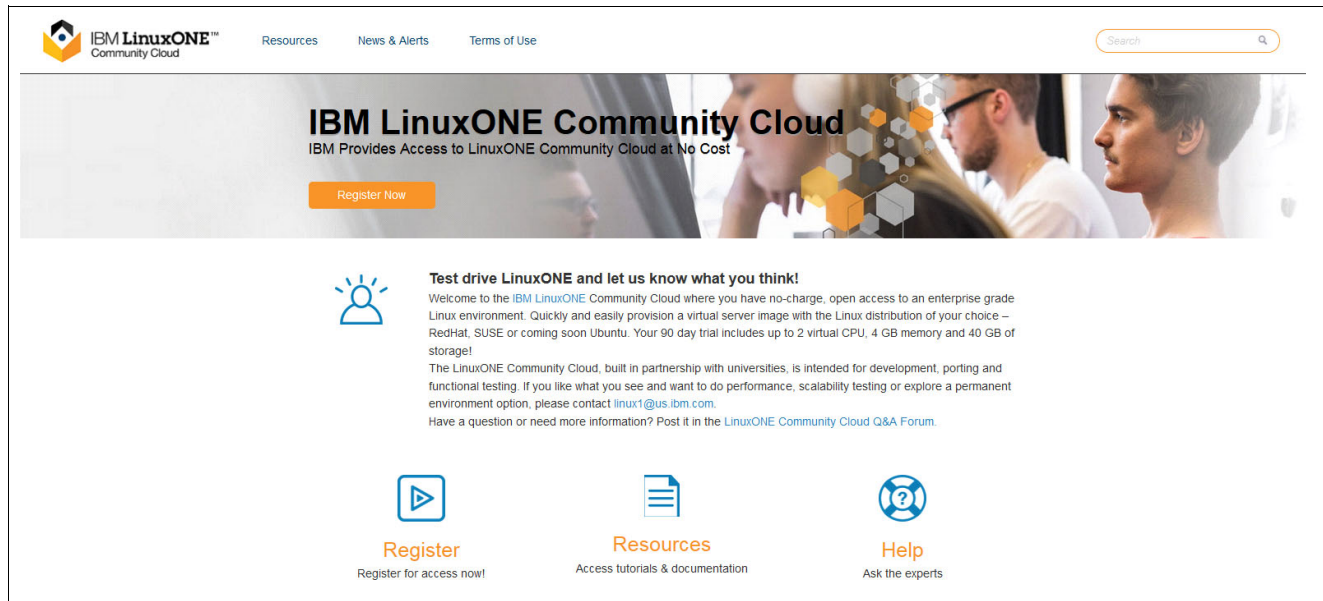 IBM LinuxONE™
Community Cloud
Resources
News & Alerts
Terms of Use
Search
IBM LinuxONE Community Cloud
IBM Provides Access to LinuxONE Community Cloud at No Cost
Register Now
Test drive LinuxONE and let us know what you think!
Welcome to the IBM LinuxONE Community Cloud where you have no-charge, open access to an enterprise grade
Linux environment. Quickly and easily provision a virtual server image with the Linux distribution of your choice –
RedHat, SUSE or coming soon Ubuntu. Your 90 day trial includes up to 2 virtual CPU, 4 GB memory and 40 GB of
storage!
The LinuxONE Community Cloud, built in partnership with universities, is intended for development, porting and
functional testing. If you like what you see and want to do performance, scalability testing or explore a permanent
environment option, please contact linux1@us.ibm.com.
Have a question or need more information? Post it in the LinuxONE Community Cloud Q&A Forum.
Register
Register for access now!
Resources
Access tutorials & documentation
Help
Ask the experts